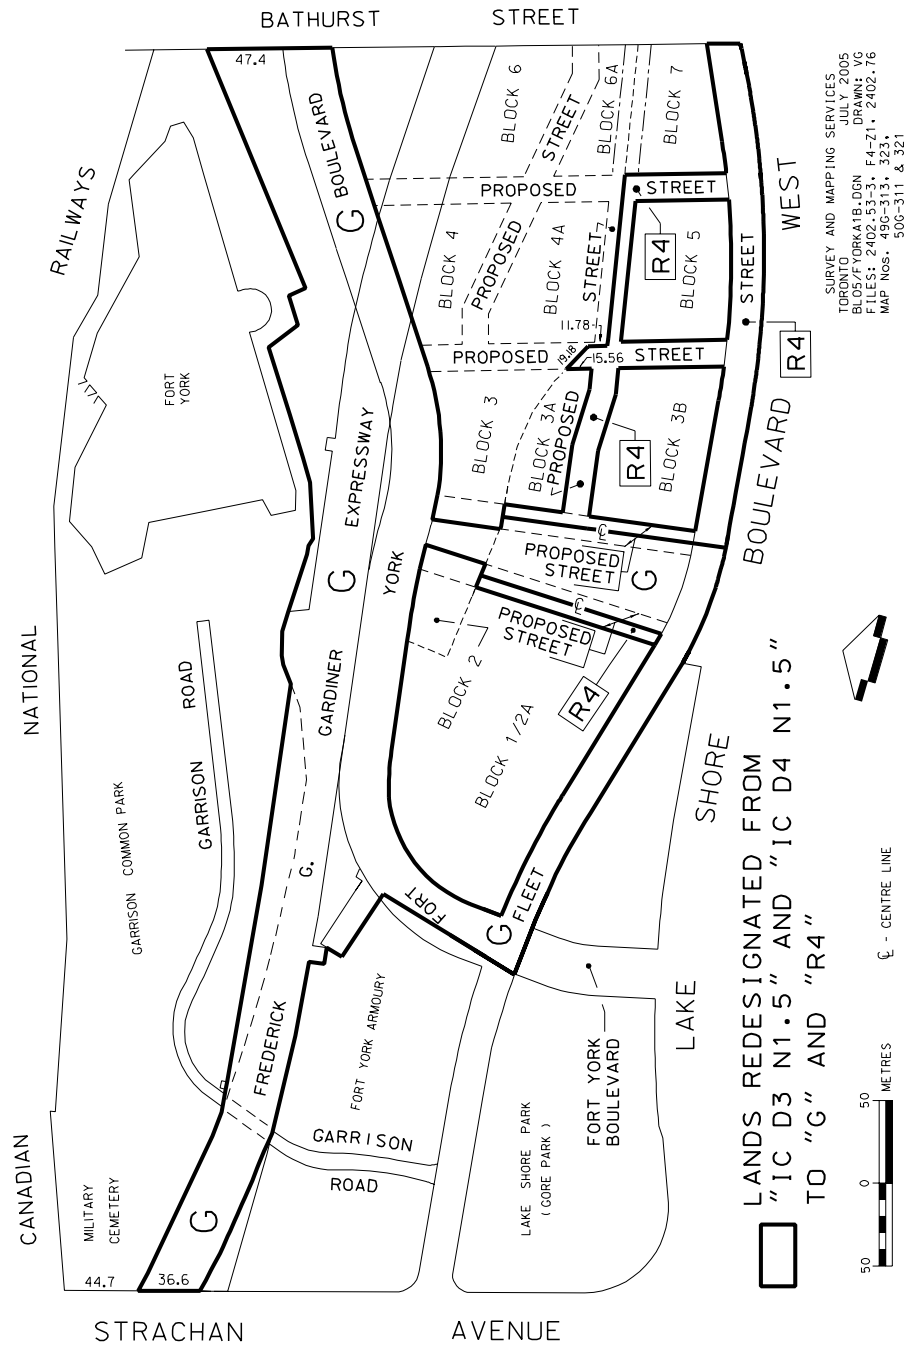 BATHURST STREET
47.4
BOULEVARD
G
BLOCK 6
STREET
BLOCK 6A
BLOCK 7
RAILWAYS
PROPOSED
STREET
WEST
BLOCK 4
PROPOSED
BLOCK 4A
STREET
R4
BLOCK 5
STREET
11.78
19.18
15.56
PROPOSED
STREET
R4
FORT
YORK
EXPRESSWAY
BLOCK 3
BLOCK 3A
PROPOSED
R4
BLOCK 3B
BOULEVARD
G
YORK
℄
PROPOSED
STREET
G
℄
PROPOSED
STREET
R4
NATIONAL
ROAD
GARRISON
GARDINER
BLOCK 2
BLOCK 1/2A
SHORE
GARRISON COMMON PARK
G.
FORT
G
FLEET
FREDERICK
FORT YORK ARMOURY
LAKE
FORT YORK
BOULEVARD
CANADIAN
GARRISON
ROAD
LAKE SHORE PARK
( GORE PARK )
MILITARY
CEMETERY
G
44.7
36.6
STRACHAN AVENUE
LANDS REDESIGNATED FROM
"IC D3 N1.5" AND "IC D4 N1.5"
TO "G" AND "R4"
℄ - CENTRE LINE
50 0 50
METRES
SURVEY AND MAPPING SERVICES
TORONTO JULY 2005
BL05/FYORKA1B.DGN DRAWN: VG
FILES: 2402.53-3, F4-Z1, 2402.76
MAP Nos. 49G-313, 323,
50G-311 & 321